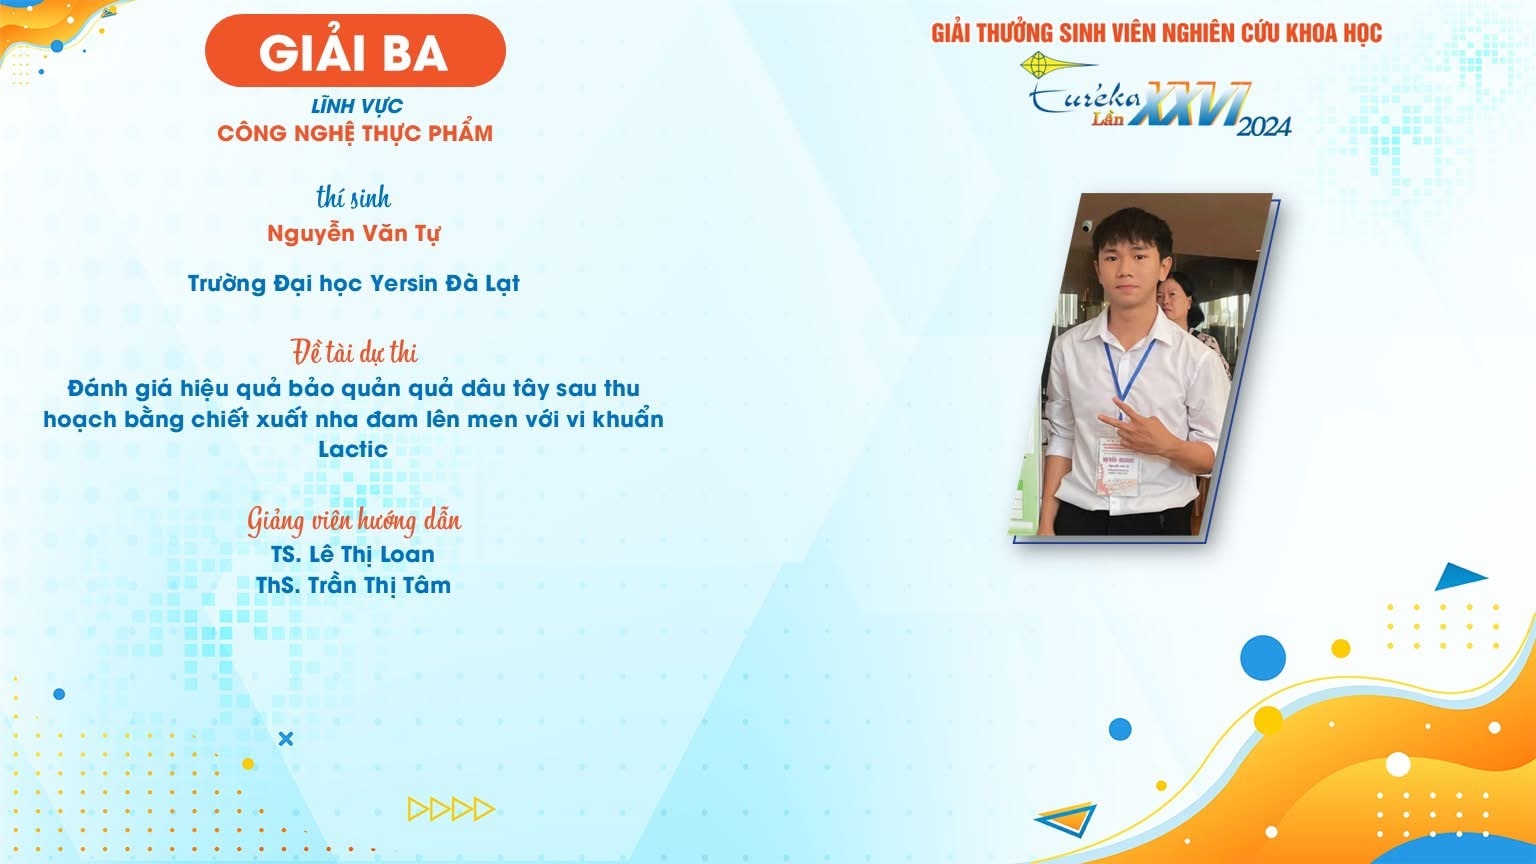 GIẢI BA
LĨNH VỰC
CÔNG NGHỆ THỰC PHẨM
thí sinh
Nguyễn Văn Tự
Trường Đại học Yersin Đà Lạt
Đề tài dự thi
Đánh giá hiệu quả bảo quản quả dâu tây sau thu
hoạch bằng chiết xuất nha đam lên men với vi khuẩn
Lactic
Giảng viên hướng dẫn
TS. Lê Thị Loan
ThS. Trần Thị Tâm
GIẢI THƯỞNG SINH VIÊN NGHIÊN CỨU KHOA HỌC
Euréka
Lần XXVI 2024